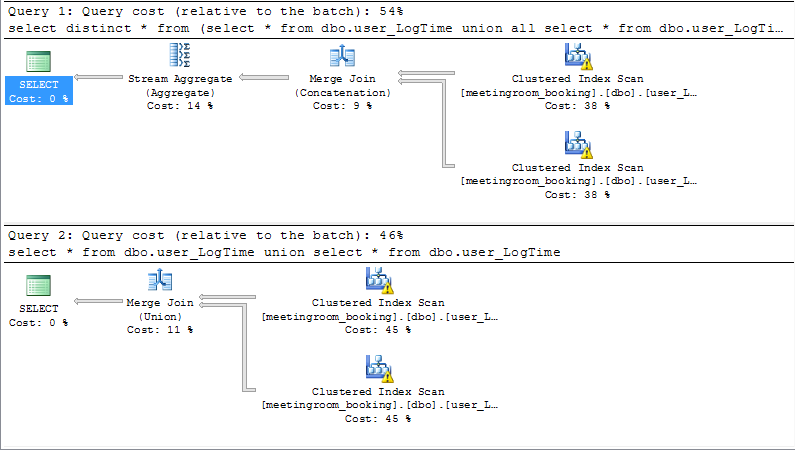 Query 1: Query cost (relative to the batch): 54%
select distinct * from (select * from dbo.user_LogTime union all select * from dbo.user_LogTi…
SELECT
Cost: 0 %
Stream Aggregate
(Aggregate)
Cost: 14 %
Merge Join
(Concatenation)
Cost: 9 %
Clustered Index Scan
[meetingroom_booking].[dbo].[user_L…
Cost: 38 %
Clustered Index Scan
[meetingroom_booking].[dbo].[user_L…
Cost: 38 %
Query 2: Query cost (relative to the batch): 46%
select * from dbo.user_LogTime union select * from dbo.user_LogTime
SELECT
Cost: 0 %
Merge Join
(Union)
Cost: 11 %
Clustered Index Scan
[meetingroom_booking].[dbo].[user_L…
Cost: 45 %
Clustered Index Scan
[meetingroom_booking].[dbo].[user_L…
Cost: 45 %